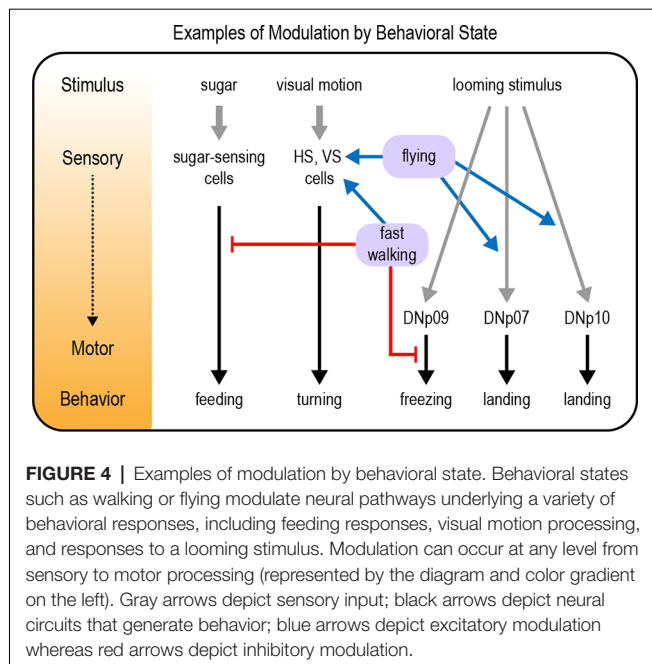 Examples of Modulation by Behavioral State
Stimulus
sugar
visual motion
looming stimulus
Sensory
sugar-sensing
cells
HS, VS
cells
flying
fast
walking
DNp09
DNp07
DNp10
Motor
Behavior
feeding
turning
freezing
landing
landing
FIGURE 4 | Examples of modulation by behavioral state. Behavioral states
such as walking or flying modulate neural pathways underlying a variety of
behavioral responses, including feeding responses, visual motion processing,
and responses to a looming stimulus. Modulation can occur at any level from
sensory to motor processing (represented by the diagram and color gradient
on the left). Gray arrows depict sensory input; black arrows depict neural
circuits that generate behavior; blue arrows depict excitatory modulation
whereas red arrows depict inhibitory modulation.